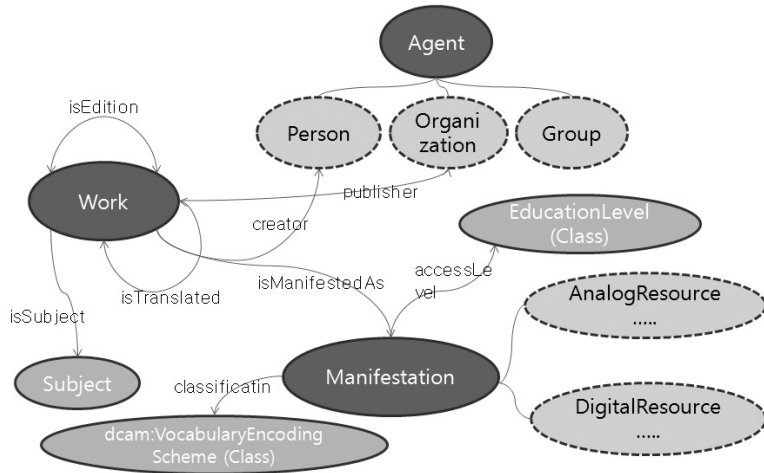 Agent
isEdition
Person
Organi
zation
Group
Work
publisher
creator
EducationLevel
(Class)
isTranslated
isManifestedAs
accessLe
vel
AnalogResource
.....
isSubject
Subject
classificatin
Manifestation
DigitalResource
.....
dcam:VocabularyEncoding
Scheme (Class)